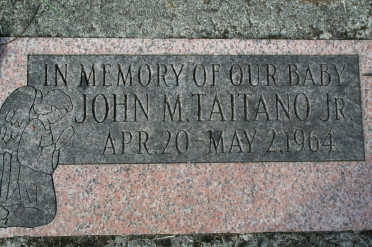 IN MEMORY OF OUR BABY
JOHN M. TAITANO JR.
APR. 20 - MAY 2, 1964